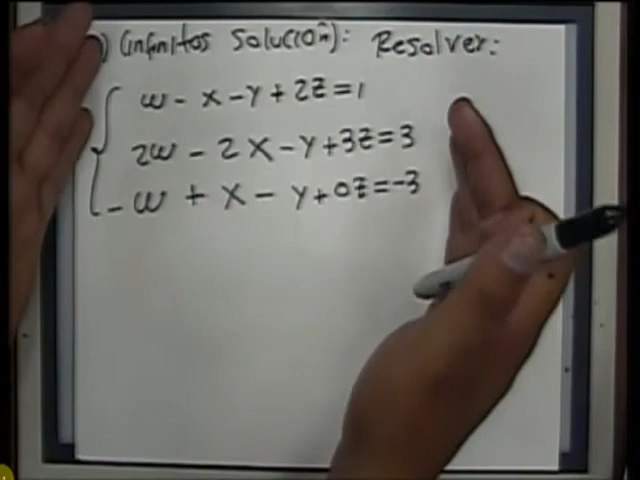 ) (infinitas Solución): Resolver:
w - x - y + 2z = 1
2w - 2x - y + 3z = 3
- w + x - y + 0z = -3